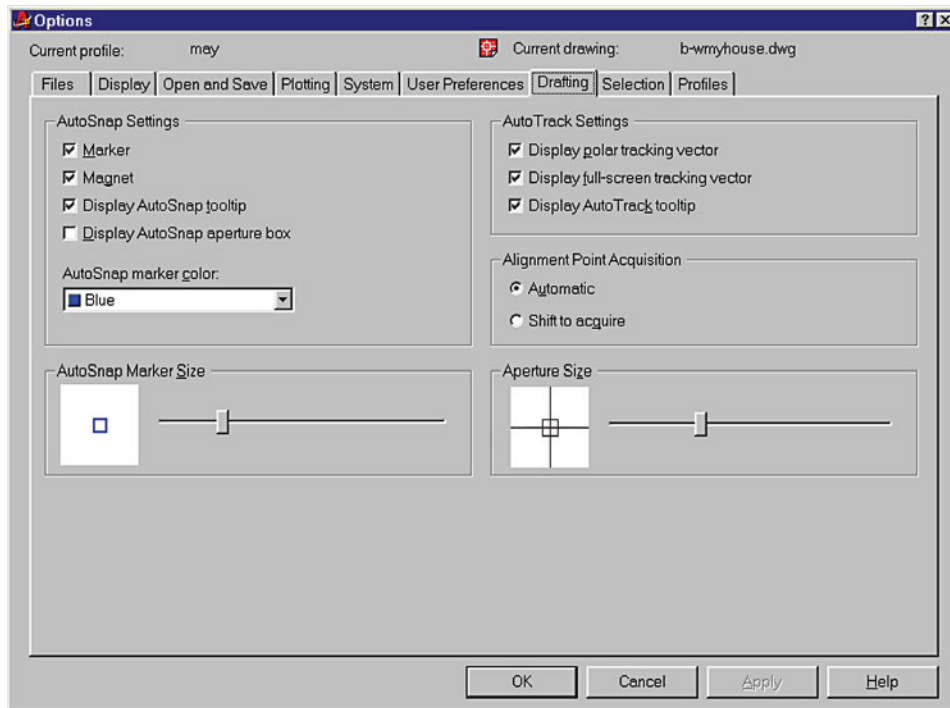 Options
Current profile: may Current drawing: b-wmyhouse.dwg
Files Display Open and Save Plotting System User Preferences Drafting Selection Profiles
AutoSnap Settings
Marker
Magnet
Display AutoSnap tooltip
Display AutoSnap aperture box
AutoSnap marker color:
Blue
AutoTrack Settings
Display polar tracking vector
Display full-screen tracking vector
Display AutoTrack tooltip
Alignment Point Acquisition
Automatic
Shift to acquire
AutoSnap Marker Size
Aperture Size
OK Cancel Apply Help